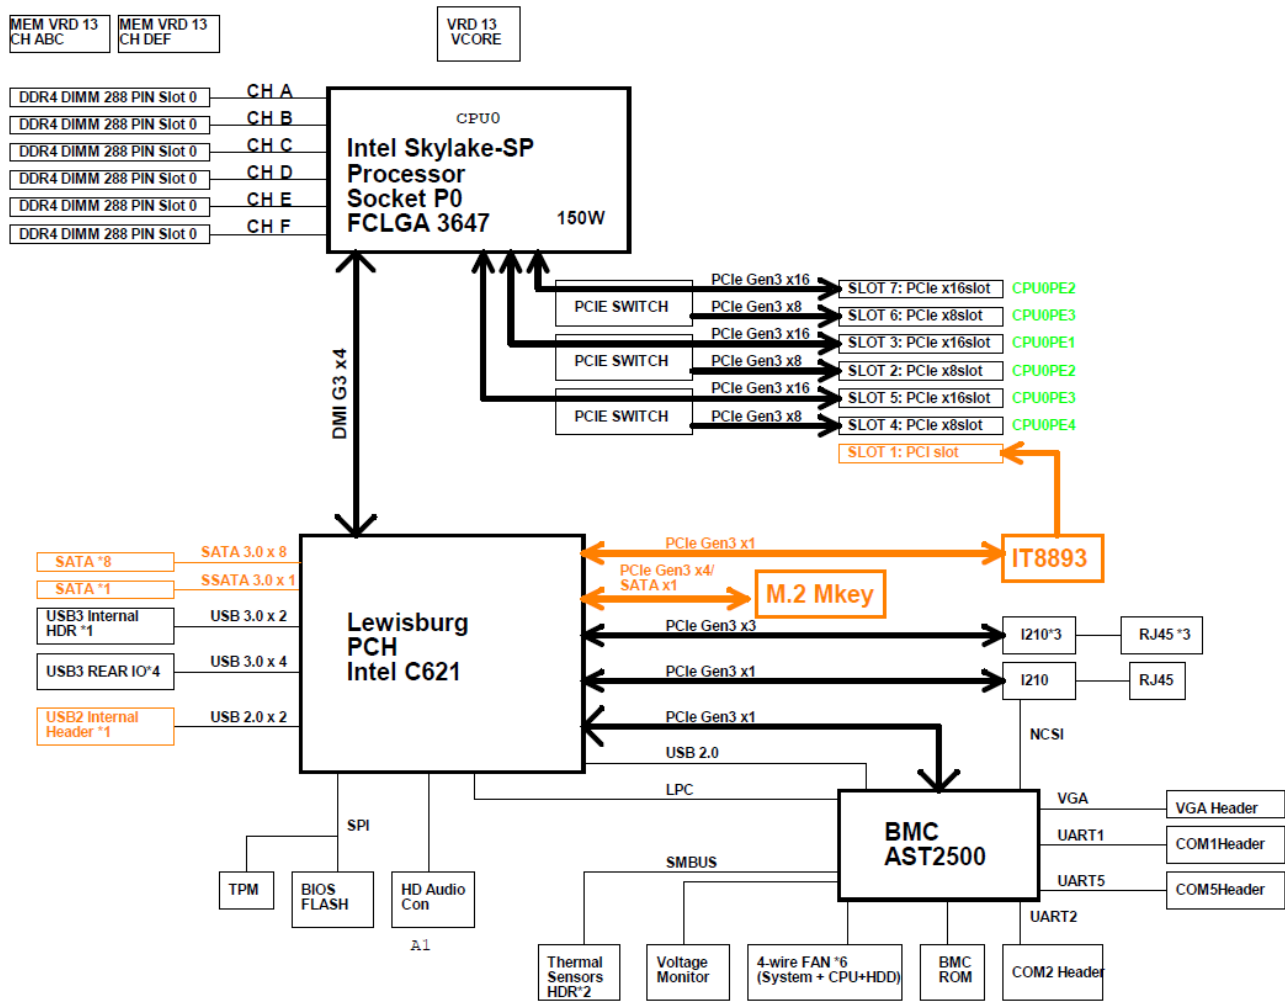 MEM VRD 13
CH ABC
MEM VRD 13
CH DEF
VRD 13
VCORE
DDR4 DIMM 288 PIN Slot 0
CH A
DDR4 DIMM 288 PIN Slot 0
CH B
DDR4 DIMM 288 PIN Slot 0
CH C
DDR4 DIMM 288 PIN Slot 0
CH D
DDR4 DIMM 288 PIN Slot 0
CH E
DDR4 DIMM 288 PIN Slot 0
CH F
CPU0
Intel Skylake-SP
Processor
Socket P0
FCLGA 3647
150W
DMI G3 x4
PCIE SWITCH
PCIe Gen3 x16
SLOT 7: PCIe x16slot
CPU0PE2
PCIe Gen3 x8
SLOT 6: PCIe x8slot
CPU0PE3
PCIE SWITCH
PCIe Gen3 x16
SLOT 3: PCIe x16slot
CPU0PE1
PCIe Gen3 x8
SLOT 2: PCIe x8slot
CPU0PE2
PCIE SWITCH
PCIe Gen3 x16
SLOT 5: PCIe x16slot
CPU0PE3
PCIe Gen3 x8
SLOT 4: PCIe x8slot
CPU0PE4
SLOT 1: PCI slot
SATA *8
SATA 3.0 x 8
SATA *1
SSATA 3.0 x 1
USB3 Internal
HDR *1
USB 3.0 x 2
USB3 REAR IO*4
USB 3.0 x 4
USB2 Internal
Header *1
USB 2.0 x 2
Lewisburg
PCH
Intel C621
PCIe Gen3 x1
IT8893
PCIe Gen3 x4/
SATA x1
M.2 Mkey
PCIe Gen3 x3
I210*3
RJ45 *3
PCIe Gen3 x1
I210
RJ45
PCIe Gen3 x1
NCSI
USB 2.0
LPC
SPI
TPM
BIOS
FLASH
HD Audio
Con
A1
BMC
AST2500
VGA
VGA Header
UART1
COM1Header
UART5
COM5Header
UART2
SMBUS
Thermal
Sensors
HDR*2
Voltage
Monitor
4-wire FAN *6
(System + CPU+HDD)
BMC
ROM
COM2 Header